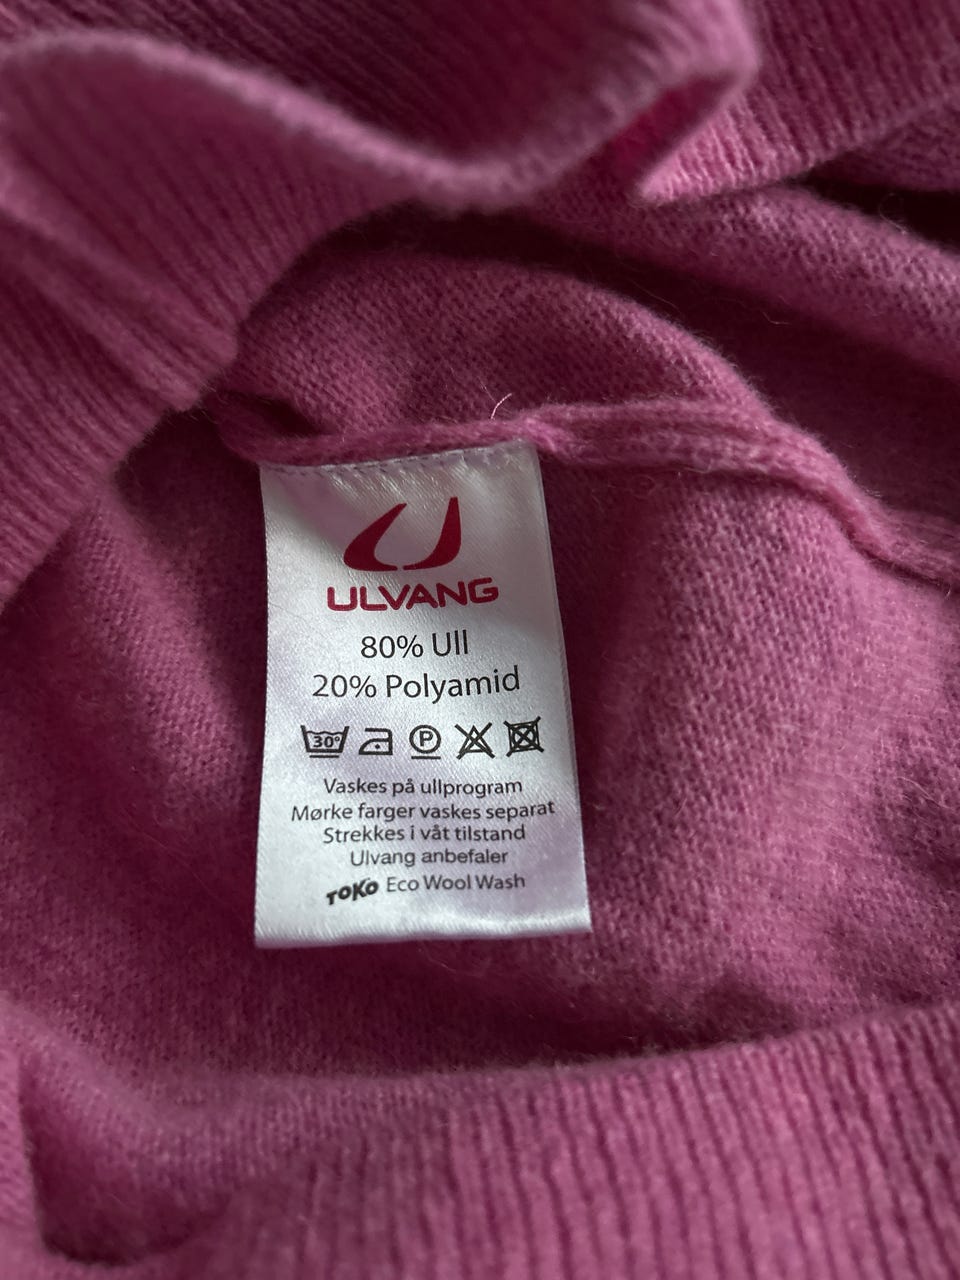 ULVANG
80% Ull
20% Polyamid
30° P
Vaskes på ullprogram
Mørke farger vaskes separat
Strekkes i våt tilstand
Ulvang anbefaler
TOKO Eco Wool Wash